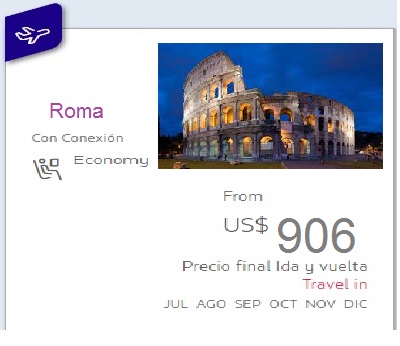 Roma
Con Conexión
Economy
From
US$ 906
Precio final Ida y vuelta
Travel in
JUL AGO SEP OCT NOV DIC